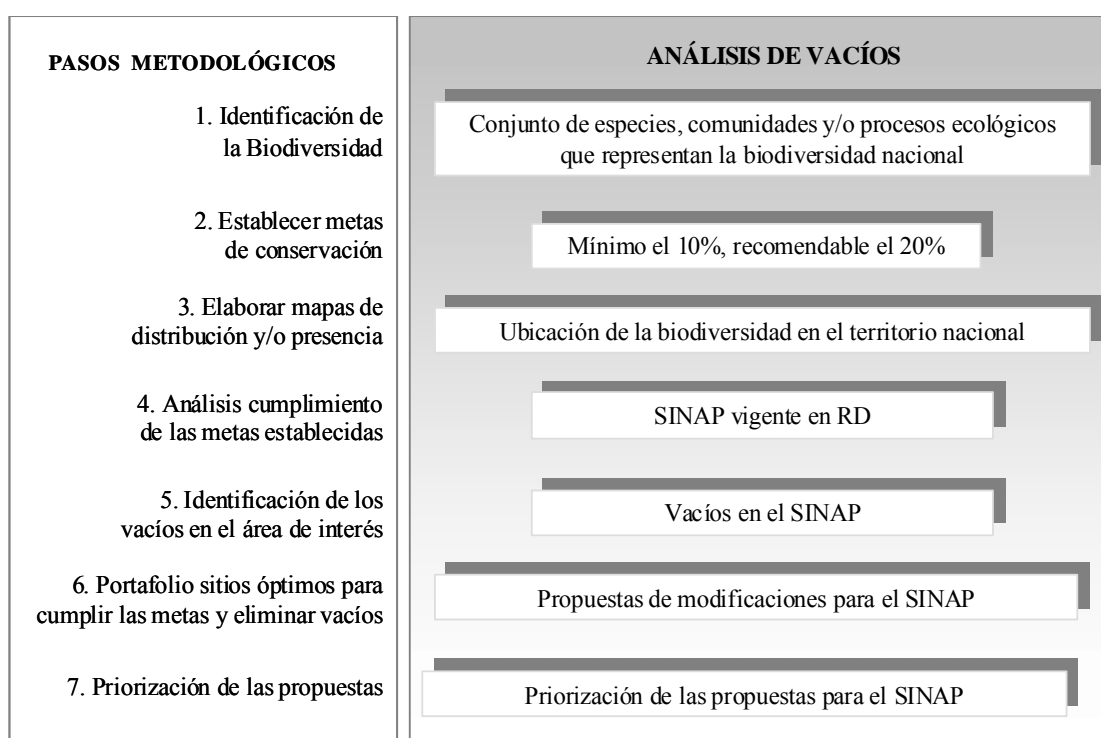 PASOS METODOLÓGICOS
ANÁLISIS DE VACÍOS
1. Identificación de
la Biodiversidad
Conjunto de especies, comunidades y/o procesos ecológicos
que representan la biodiversidad nacional
2. Establecer metas
de conservación
Mínimo el 10%, recomendable el 20%
3. Elaborar mapas de
distribución y/o presencia
Ubicación de la biodiversidad en el territorio nacional
4. Análisis cumplimiento
de las metas establecidas
SINAP vigente en RD
5. Identificación de los
vacíos en el área de interés
Vacíos en el SINAP
6. Portafolio sitios óptimos para
cumplir las metas y eliminar vacíos
Propuestas de modificaciones para el SINAP
7. Priorización de las propuestas
Priorización de las propuestas para el SINAP